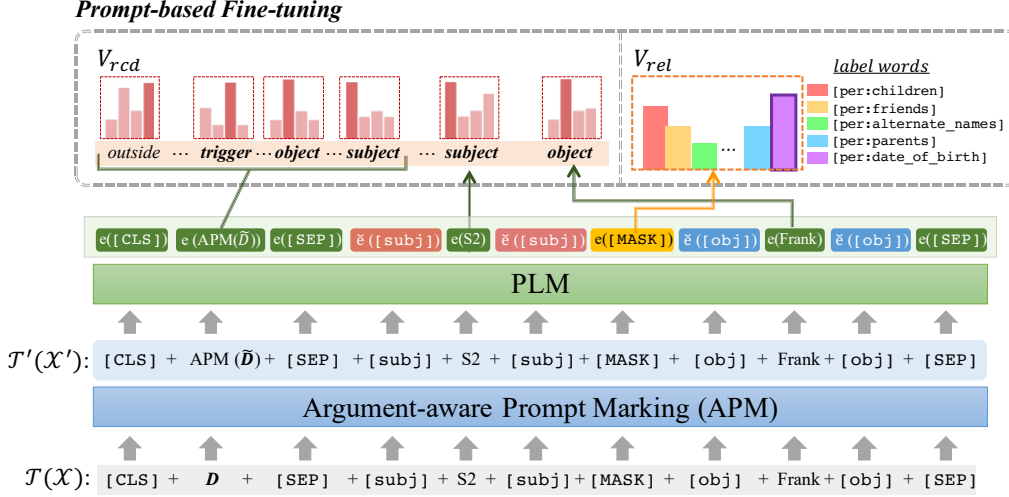 Prompt-based Fine-tuning
V_rcd
outside ... trigger ... object ... subject ... subject object
V_rel
...
label words
[per:children]
[per:friends]
[per:alternate_names]
[per:parents]
[per:date_of_birth]
e([CLS]) e(APM(D̃)) e([SEP]) ĕ([subj]) e(S2) ĕ([subj]) e([MASK]) ĕ([obj]) e(Frank) ĕ([obj]) e([SEP])
PLM
𝒯′(𝒳′): [CLS] + APM(D̃) + [SEP] + [subj] + S2 + [subj] + [MASK] + [obj] + Frank + [obj] + [SEP]
Argument-aware Prompt Marking (APM)
𝒯(𝒳): [CLS] + D + [SEP] + [subj] + S2 + [subj] + [MASK] + [obj] + Frank + [obj] + [SEP]